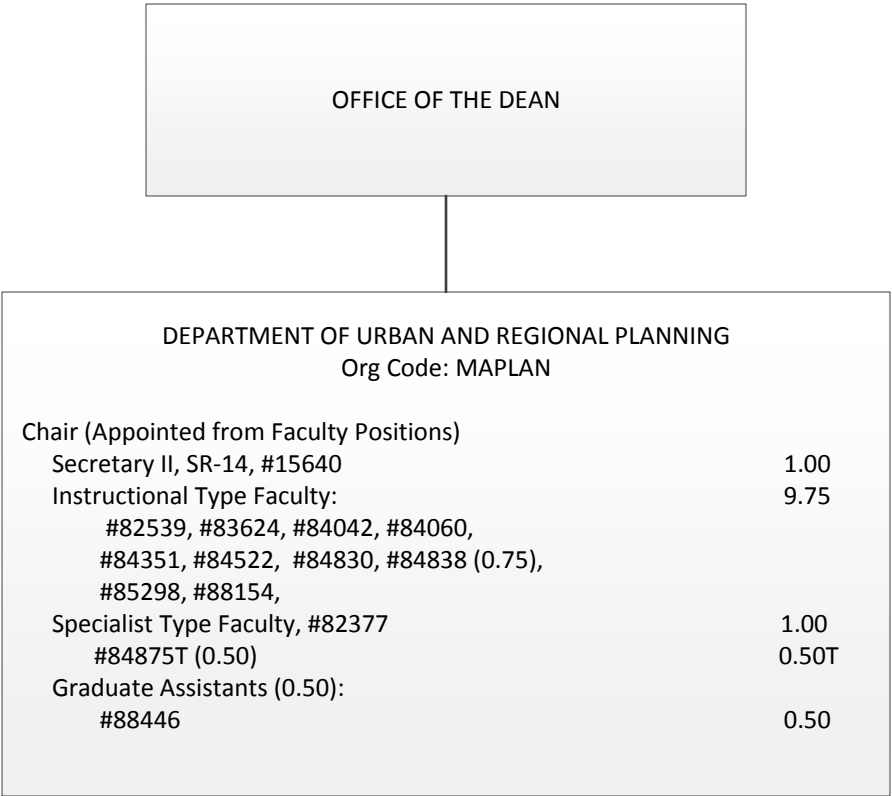 OFFICE OF THE DEAN
DEPARTMENT OF URBAN AND REGIONAL PLANNING
Org Code: MAPLAN
Chair (Appointed from Faculty Positions)
Secretary II, SR-14, #15640 1.00
Instructional Type Faculty: 9.75
#82539, #83624, #84042, #84060,
#84351, #84522, #84830, #84838 (0.75),
#85298, #88154,
Specialist Type Faculty, #82377 1.00
#84875T (0.50) 0.50T
Graduate Assistants (0.50):
#88446 0.50